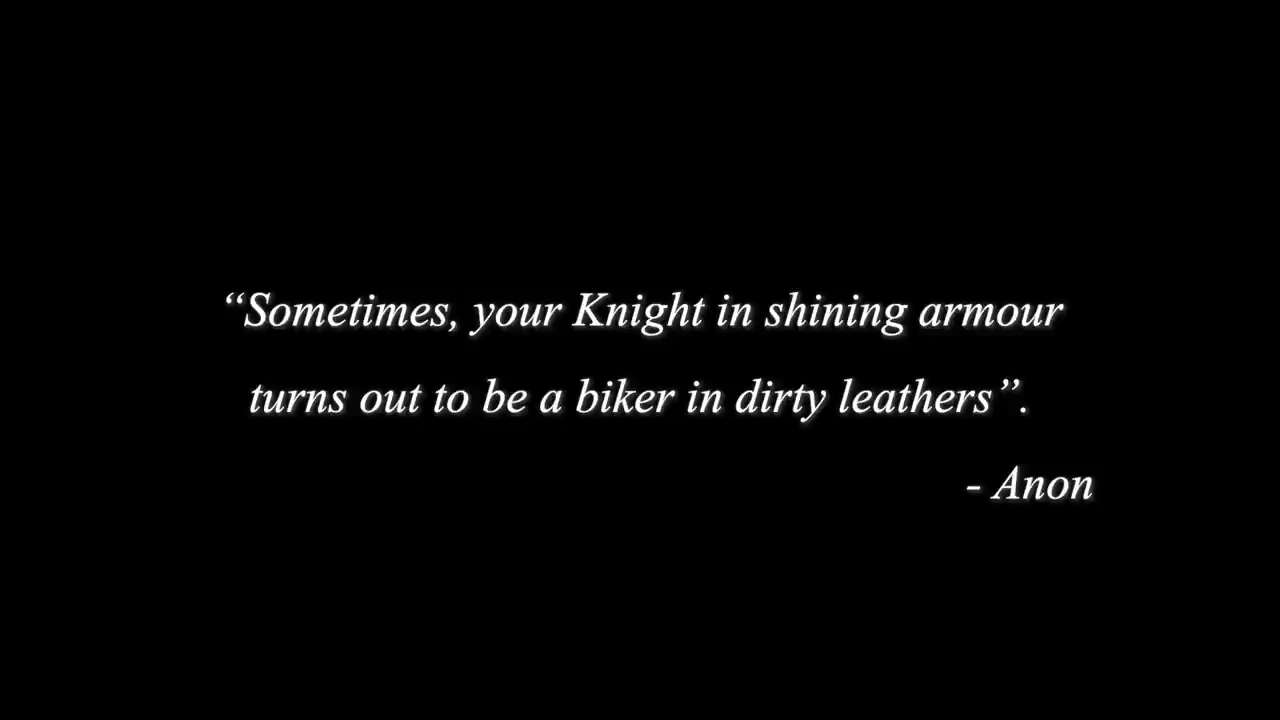 “Sometimes, your Knight in shining armour
turns out to be a biker in dirty leathers”.
- Anon